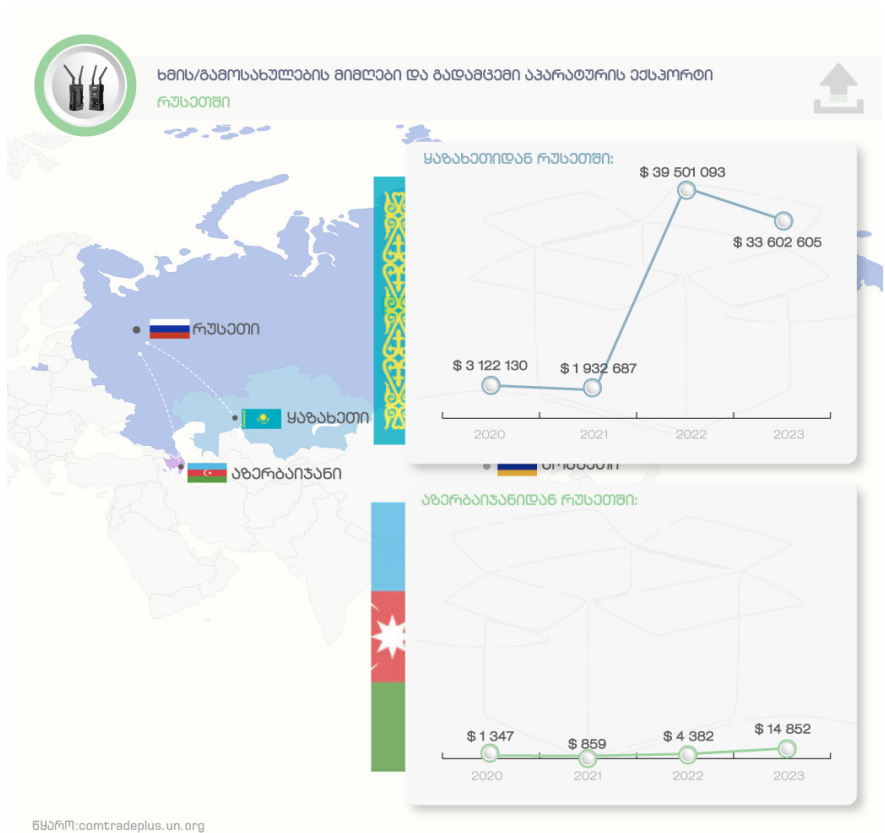 ხმის/გამოსახულების მიმღები და გადამცემი აპარატურის ექსპორტი
რუსეთში
ყაზახეთიდან რუსეთში:
$ 39 501 093
$ 33 602 605
$ 3 122 130
$ 1 932 687
2020
2021
2022
2023
რუსეთი
ყაზახეთი
აზერბაიჯანი
აზერბაიჯანიდან რუსეთში:
$ 1 347
$ 859
$ 4 382
$ 14 852
2020
2021
2022
2023
წყარო:comtradeplus.un.org